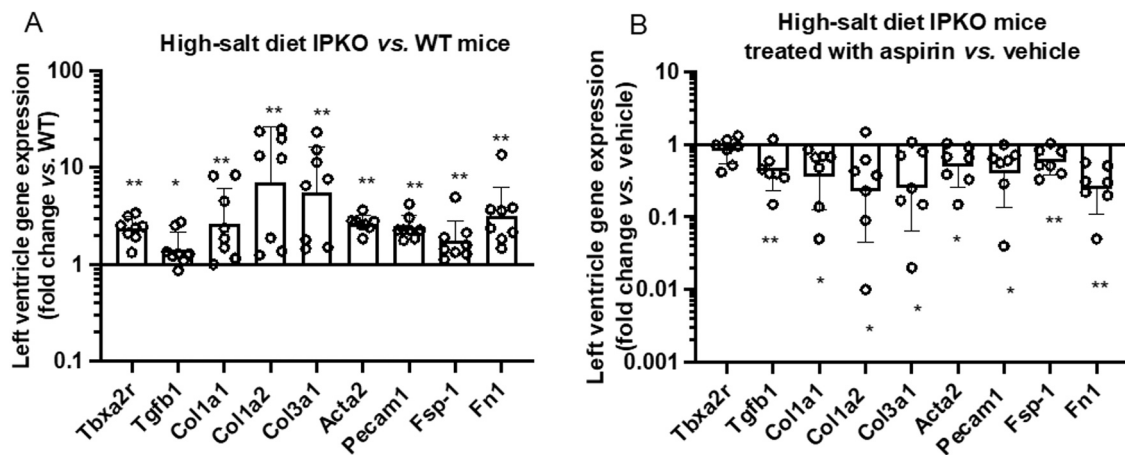 A
High-salt diet IPKO vs. WT mice
Left ventricle gene expression
(fold change vs. WT)
100
10
1
0.1
** * ** ** ** ** ** ** **
Tbxa2r Tgfb1 Col1a1 Col1a2 Col3a1 Acta2 Pecam1 Fsp-1 Fn1
B
High-salt diet IPKO mice
treated with aspirin vs. vehicle
Left ventricle gene expression
(fold change vs. vehicle)
10
1
0.1
0.01
0.001
** * * * * * ** **
Tbxa2r Tgfb1 Col1a1 Col1a2 Col3a1 Acta2 Pecam1 Fsp-1 Fn1